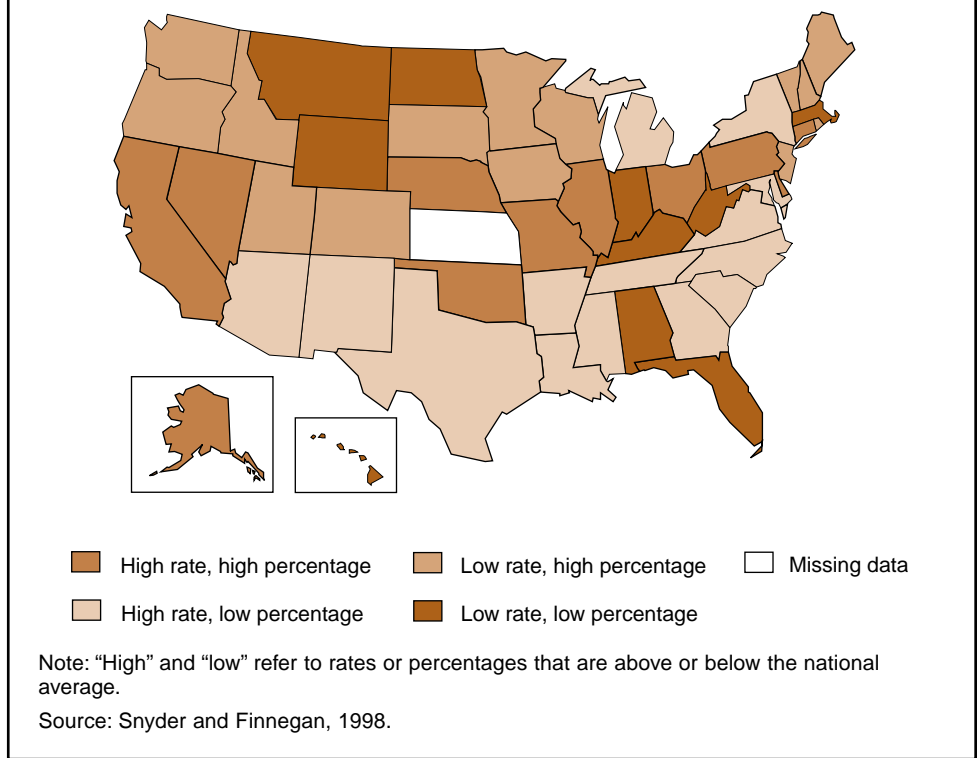 High rate, high percentage
Low rate, high percentage
Missing data
High rate, low percentage
Low rate, low percentage
Note: “High” and “low” refer to rates or percentages that are above or below the national
average.
Source: Snyder and Finnegan, 1998.